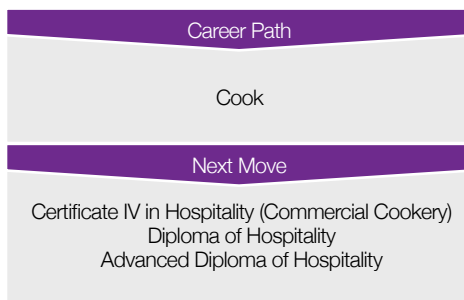 Career Path
Cook
Next Move
Certificate IV in Hospitality (Commercial Cookery)
Diploma of Hospitality
Advanced Diploma of Hospitality